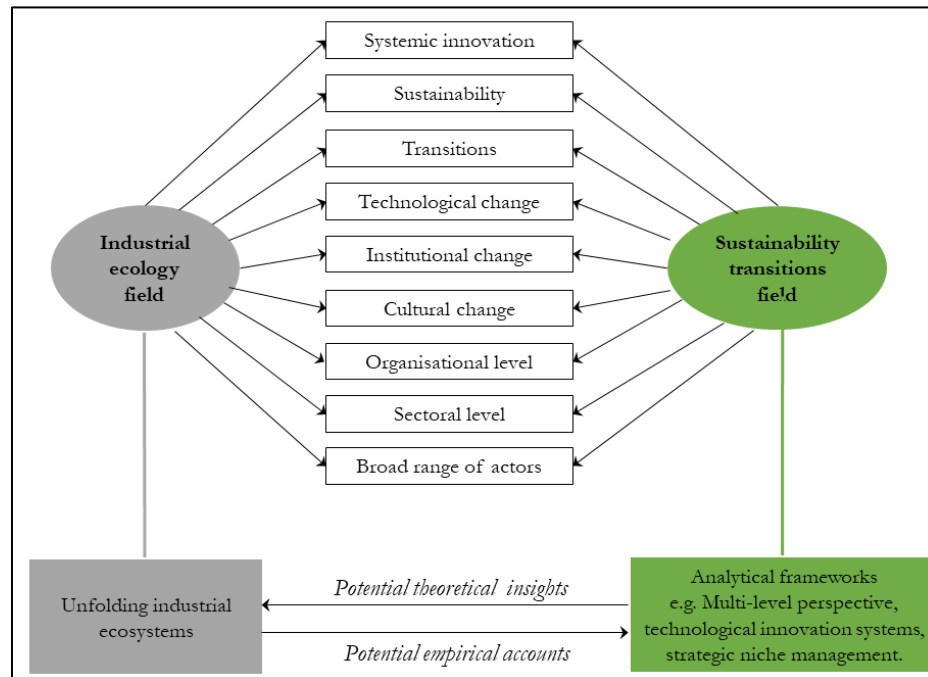 Systemic innovation
Sustainability
Transitions
Technological change
Institutional change
Cultural change
Organisational level
Sectoral level
Broad range of actors
Industrial
ecology
field
Sustainability
transitions
field
Unfolding industrial
ecosystems
Potential theoretical insights
Potential empirical accounts
Analytical frameworks
e.g. Multi-level perspective,
technological innovation systems,
strategic niche management.